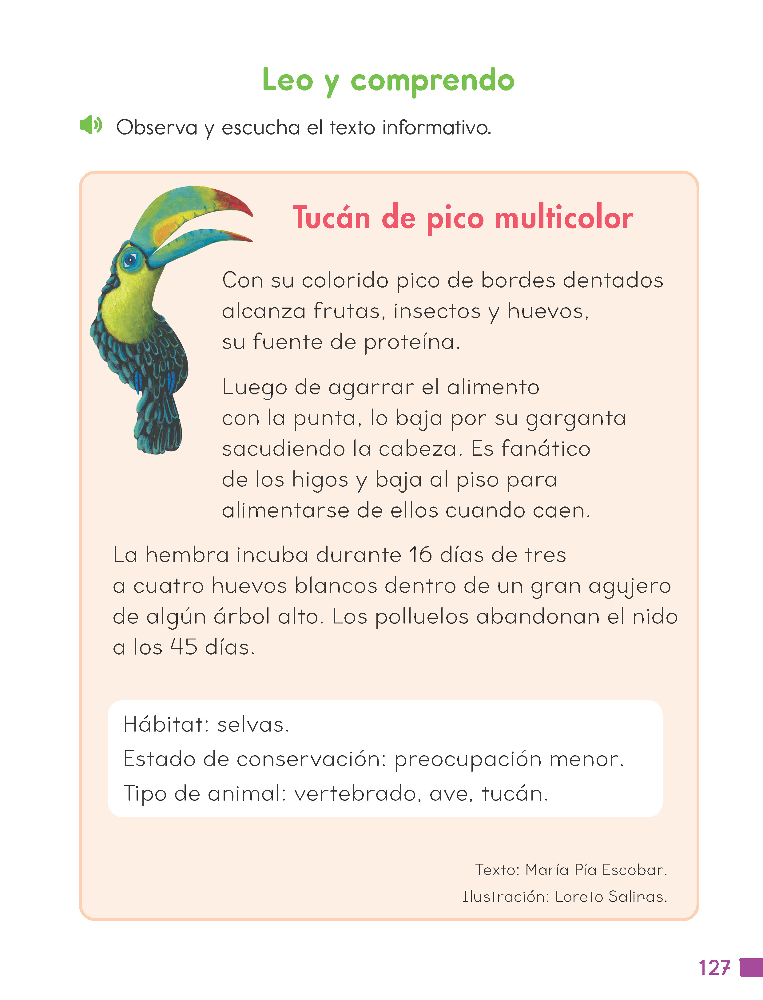 Leo y comprendo
Observa y escucha el texto informativo.
Tucán de pico multicolor
Con su colorido pico de bordes dentados
alcanza frutas, insectos y huevos,
su fuente de proteína.
Luego de agarrar el alimento
con la punta, lo baja por su garganta
sacudiendo la cabeza. Es fanático
de los higos y baja al piso para
alimentarse de ellos cuando caen.
La hembra incuba durante 16 días de tres
a cuatro huevos blancos dentro de un gran agujero
de algún árbol alto. Los polluelos abandonan el nido
a los 45 días.
Hábitat: selvas.
Estado de conservación: preocupación menor.
Tipo de animal: vertebrado, ave, tucán.
Texto: María Pía Escobar.
Ilustración: Loreto Salinas.
127